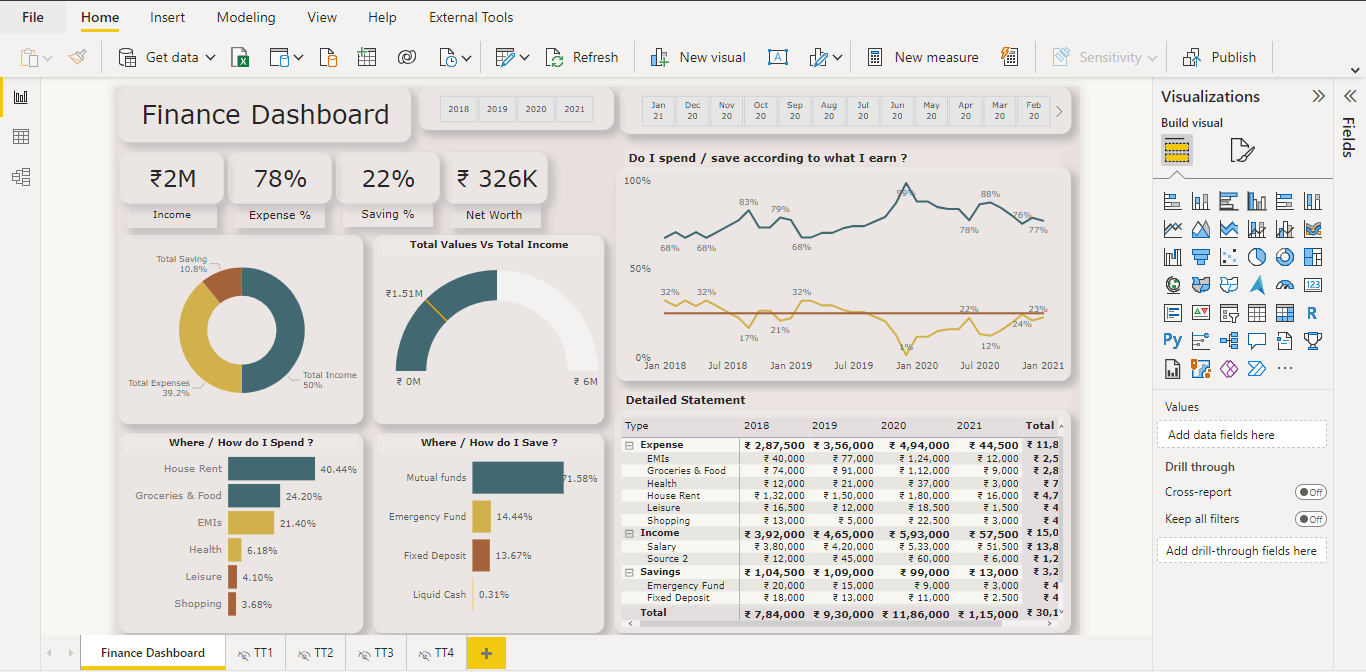 File Home Insert Modeling View Help External Tools
Get data Refresh New visual A New measure Sensitivity Publish
Finance Dashboard
2018 2019 2020 2021
Jan 21 Dec 20 Nov 20 Oct 20 Sep 20 Aug 20 Jul 20 Jun 20 May 20 Apr 20 Mar 20 Feb 20
₹2M 78% 22% ₹ 326K
Income Expense % Saving % Net Worth
Total Saving
10.8%
Total Expenses
39.2%
Total Income
50%
Total Values Vs Total Income
₹1.51M
₹ 0M ₹ 6M
Do I spend / save according to what I earn ?
100%
50%
0%
68% 68% 83% 79% 68% 99% 78% 88% 76% 77%
32% 32% 17% 21% 32% 1% 22% 12% 24% 23%
Jan 2018 Jul 2018 Jan 2019 Jul 2019 Jan 2020 Jul 2020 Jan 2021
Where / How do I Spend ?
House Rent 40.44%
Groceries & Food 24.20%
EMIs 21.40%
Health 6.18%
Leisure 4.10%
Shopping 3.68%
Where / How do I Save ?
Mutual funds 71.58%
Emergency Fund 14.44%
Fixed Deposit 13.67%
Liquid Cash 0.31%
Detailed Statement
Type 2018 2019 2020 2021 Total
Expense ₹ 2,87,500 ₹ 3,56,000 ₹ 4,94,000 ₹ 44,500 ₹ 11,8
EMIs ₹ 40,000 ₹ 77,000 ₹ 1,24,000 ₹ 12,000 ₹ 2,5
Groceries & Food ₹ 74,000 ₹ 91,000 ₹ 1,12,000 ₹ 9,000 ₹ 2,8
Health ₹ 12,000 ₹ 21,000 ₹ 37,000 ₹ 3,000 ₹ 7
House Rent ₹ 1,32,000 ₹ 1,50,000 ₹ 1,80,000 ₹ 16,000 ₹ 4,7
Leisure ₹ 16,500 ₹ 12,000 ₹ 18,500 ₹ 1,500 ₹ 4
Shopping ₹ 13,000 ₹ 5,000 ₹ 22,500 ₹ 3,000 ₹ 4
Income ₹ 3,92,000 ₹ 4,65,000 ₹ 5,93,000 ₹ 57,500 ₹ 15,0
Salary ₹ 3,80,000 ₹ 4,20,000 ₹ 5,33,000 ₹ 51,500 ₹ 13,8
Source 2 ₹ 12,000 ₹ 45,000 ₹ 60,000 ₹ 6,000 ₹ 1,2
Savings ₹ 1,04,500 ₹ 1,09,000 ₹ 99,000 ₹ 13,000 ₹ 3,2
Emergency Fund ₹ 20,000 ₹ 15,000 ₹ 9,000 ₹ 3,000 ₹ 4
Fixed Deposit ₹ 18,000 ₹ 13,000 ₹ 11,000 ₹ 2,500 ₹ 4
Total ₹ 7,84,000 ₹ 9,30,000 ₹ 11,86,000 ₹ 1,15,000 ₹ 30,1
Visualizations
Build visual
123
R
Py
Values
Add data fields here
Drill through
Cross-report Off
Keep all filters Off
Add drill-through fields here
Fields
Finance Dashboard TT1 TT2 TT3 TT4 +